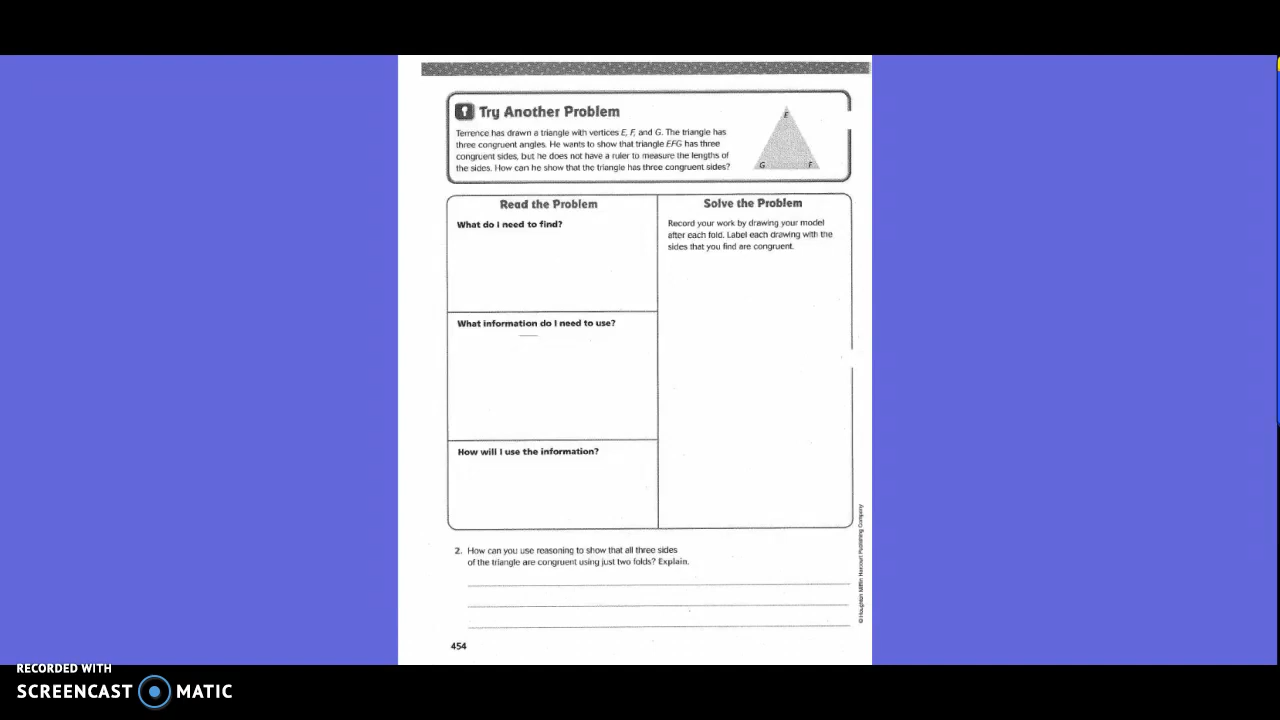 Try Another Problem
Terrence has drawn a triangle with vertices E, F, and G. The triangle has
three congruent angles. He wants to show that triangle EFG has three
congruent sides, but he does not have a ruler to measure the lengths of
the sides. How can he show that the triangle has three congruent sides?
E
G F
Read the Problem
What do I need to find?
What information do I need to use?
How will I use the information?
Solve the Problem
Record your work by drawing your model
after each fold. Label each drawing with the
sides that you find are congruent.
2. How can you use reasoning to show that all three sides
of the triangle are congruent using just two folds? Explain.
© Houghton Mifflin Harcourt Publishing Company
454
RECORDED WITH
SCREENCAST MATIC